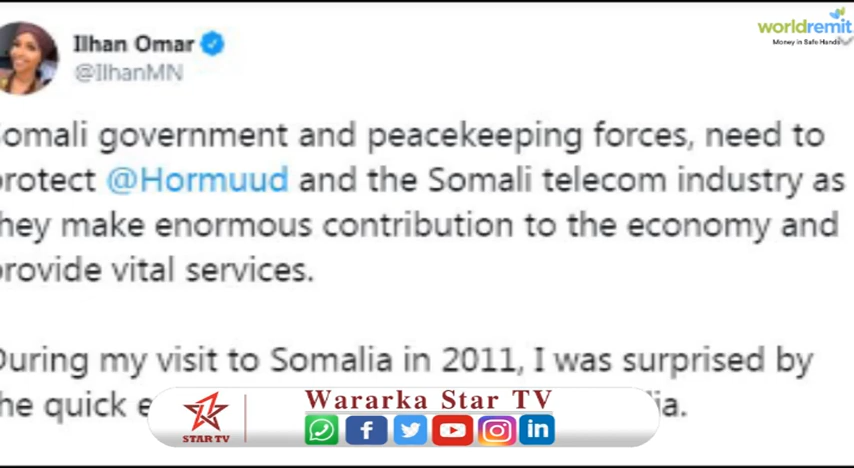 Ilhan Omar
@IlhanMN
worldremit
Money in Safe Hands
omali government and peacekeeping forces, need to
rotect @Hormuud and the Somali telecom industry as
hey make enormous contribution to the economy and
rovide vital services.
During my visit to Somalia in 2011, I was surprised by
he quick e
ia.
Wararka Star TV
STAR TV